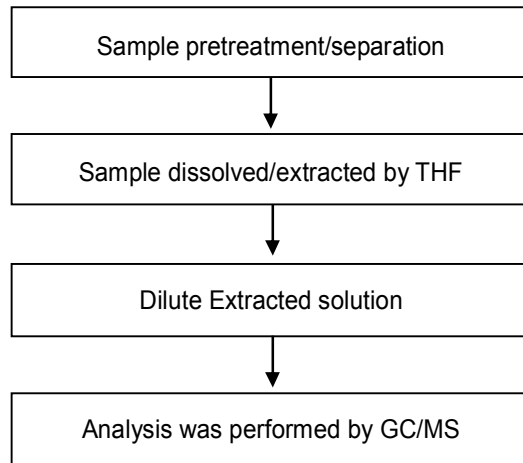 Sample pretreatment/separation
Sample dissolved/extracted by THF
Dilute Extracted solution
Analysis was performed by GC/MS